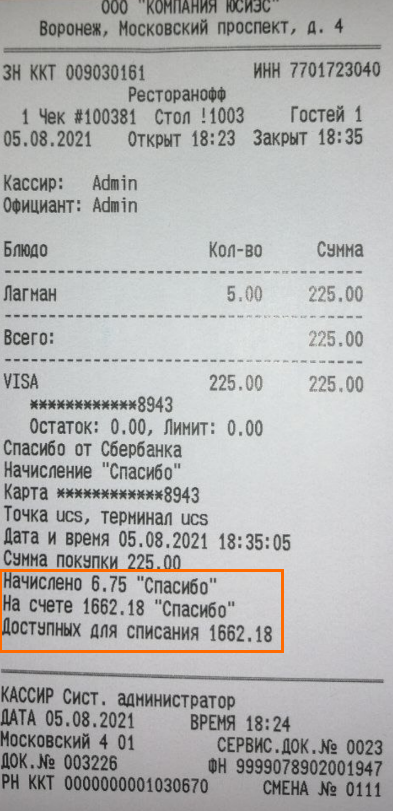 ООО "КОМПАНИЯ ЮСИЭС"
Воронеж, Московский проспект, д. 4
ЗН ККТ 009030161 ИНН 7701723040
Ресторанофф
1 Чек #100381 Стол !1003 Гостей 1
05.08.2021 Открыт 18:23 Закрыт 18:35
Кассир: Admin
Официант: Admin
Блюдо Кол-во Сумма
Лагман 5.00 225.00
Всего: 225.00
VISA 225.00 225.00
************8943
Остаток: 0.00, Лимит: 0.00
Спасибо от Сбербанка
Начисление "Спасибо"
Карта ************8943
Точка ucs, терминал ucs
Дата и время 05.08.2021 18:35:05
Сумма покупки 225.00
Начислено 6.75 "Спасибо"
На счете 1662.18 "Спасибо"
Доступных для списания 1662.18
КАССИР Сист. администратор
ДАТА 05.08.2021 ВРЕМЯ 18:24
Московский 4 01 СЕРВИС.ДОК.№ 0023
ДОК.№ 003226 ФН 9999078902001947
РН ККТ 0000000001030670 СМЕНА № 0111